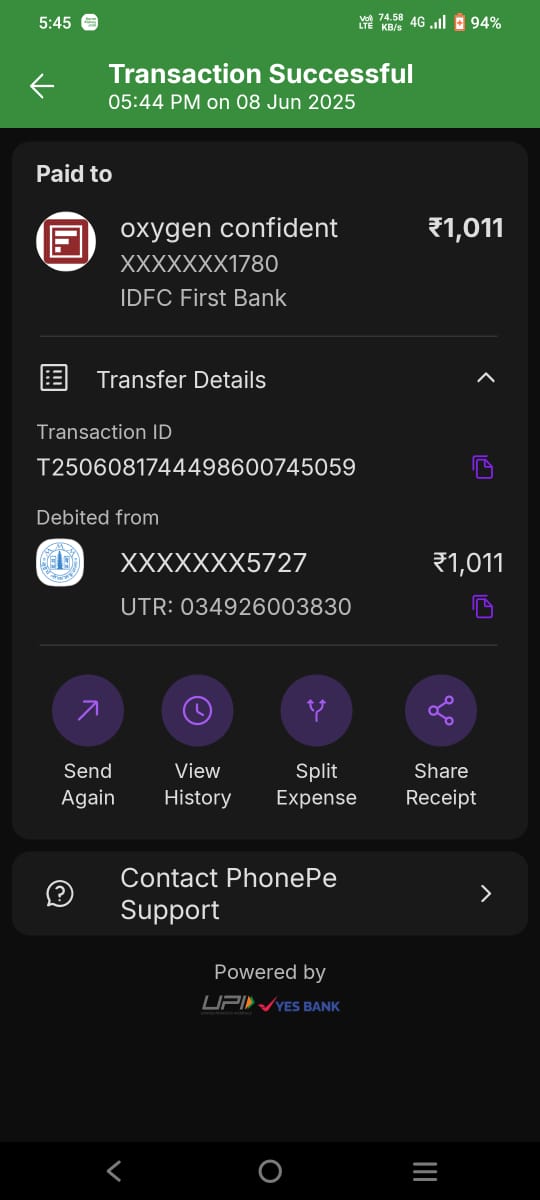 5:45
Vo) LTE 74.58 KB/s 4G 94%
Transaction Successful
05:44 PM on 08 Jun 2025
Paid to
oxygen confident ₹1,011
XXXXXXX1780
IDFC First Bank
Transfer Details
Transaction ID
T2506081744498600745059
Debited from
XXXXXXX5727 ₹1,011
UTR: 034926003830
Send Again
View History
Split Expense
Share Receipt
Contact PhonePe
Support
Powered by
UPI YES BANK